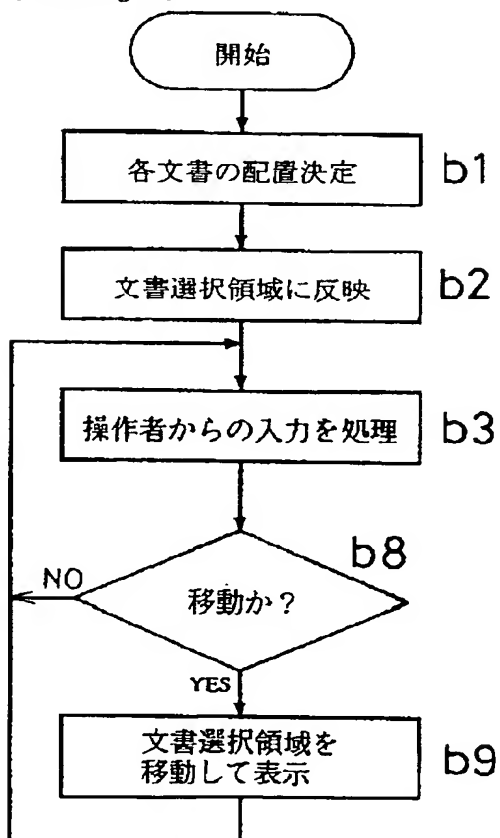 開始
各文書の配置決定 b1
文書選択領域に反映 b2
操作者からの入力を処理 b3
b8
NO 移動か?
YES
文書選択領域を
移動して表示 b9